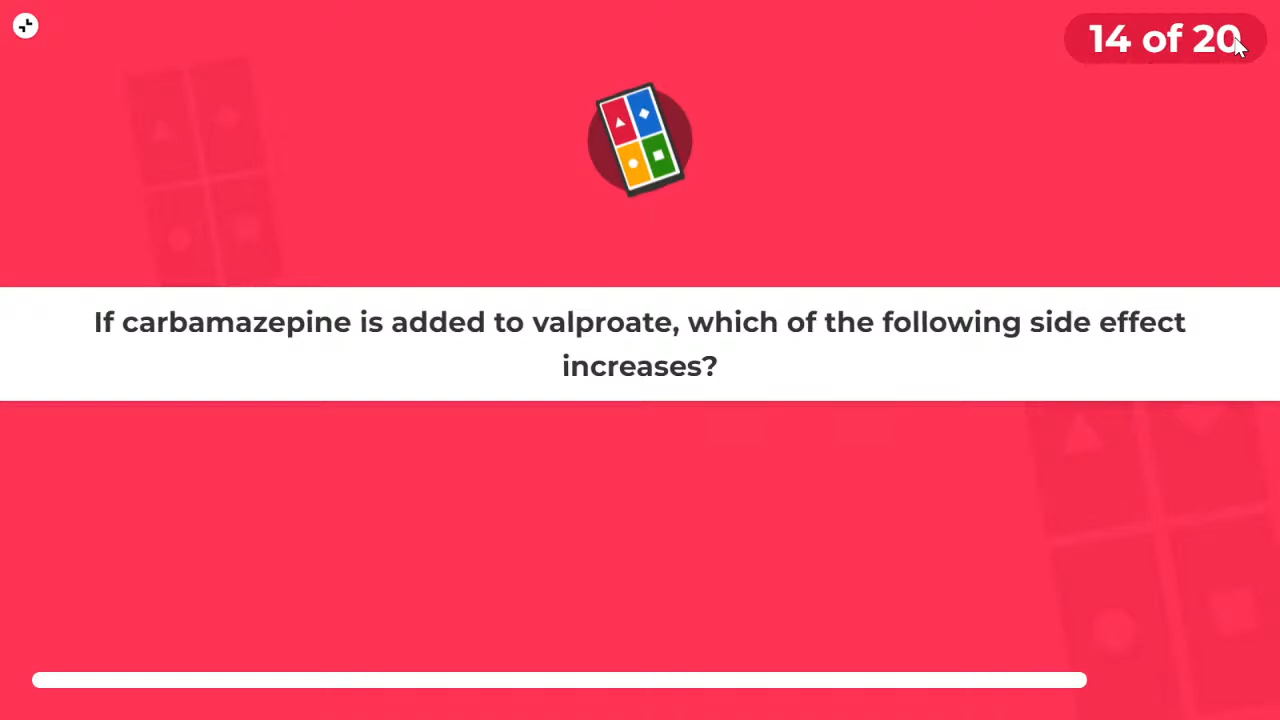 14 of 20
If carbamazepine is added to valproate, which of the following side effect
increases?